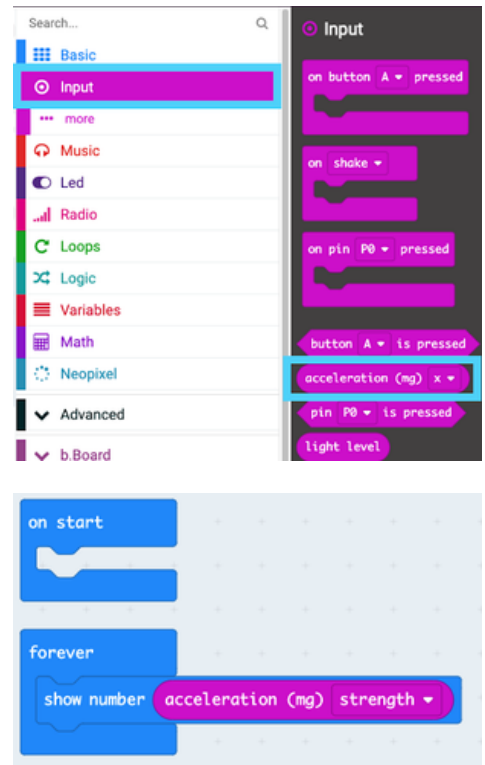 Search...
Basic
Input
more
Music
Led
Radio
Loops
Logic
Variables
Math
Neopixel
Advanced
b.Board
Input
on button A pressed
on shake
on pin P0 pressed
button A is pressed
acceleration (mg) x
pin P0 is pressed
light level
on start
forever
show number acceleration (mg) strength